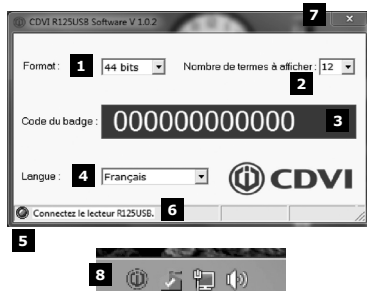 CDVI R125USB Software V 1.0.2 7 ×
Format : 1 44 bits Nombre de termes à afficher : 12
2
Code du badge : 000000000000 3
Langue : 4 Français CDVI
Connectez le lecteur R125USB. 6
5
8